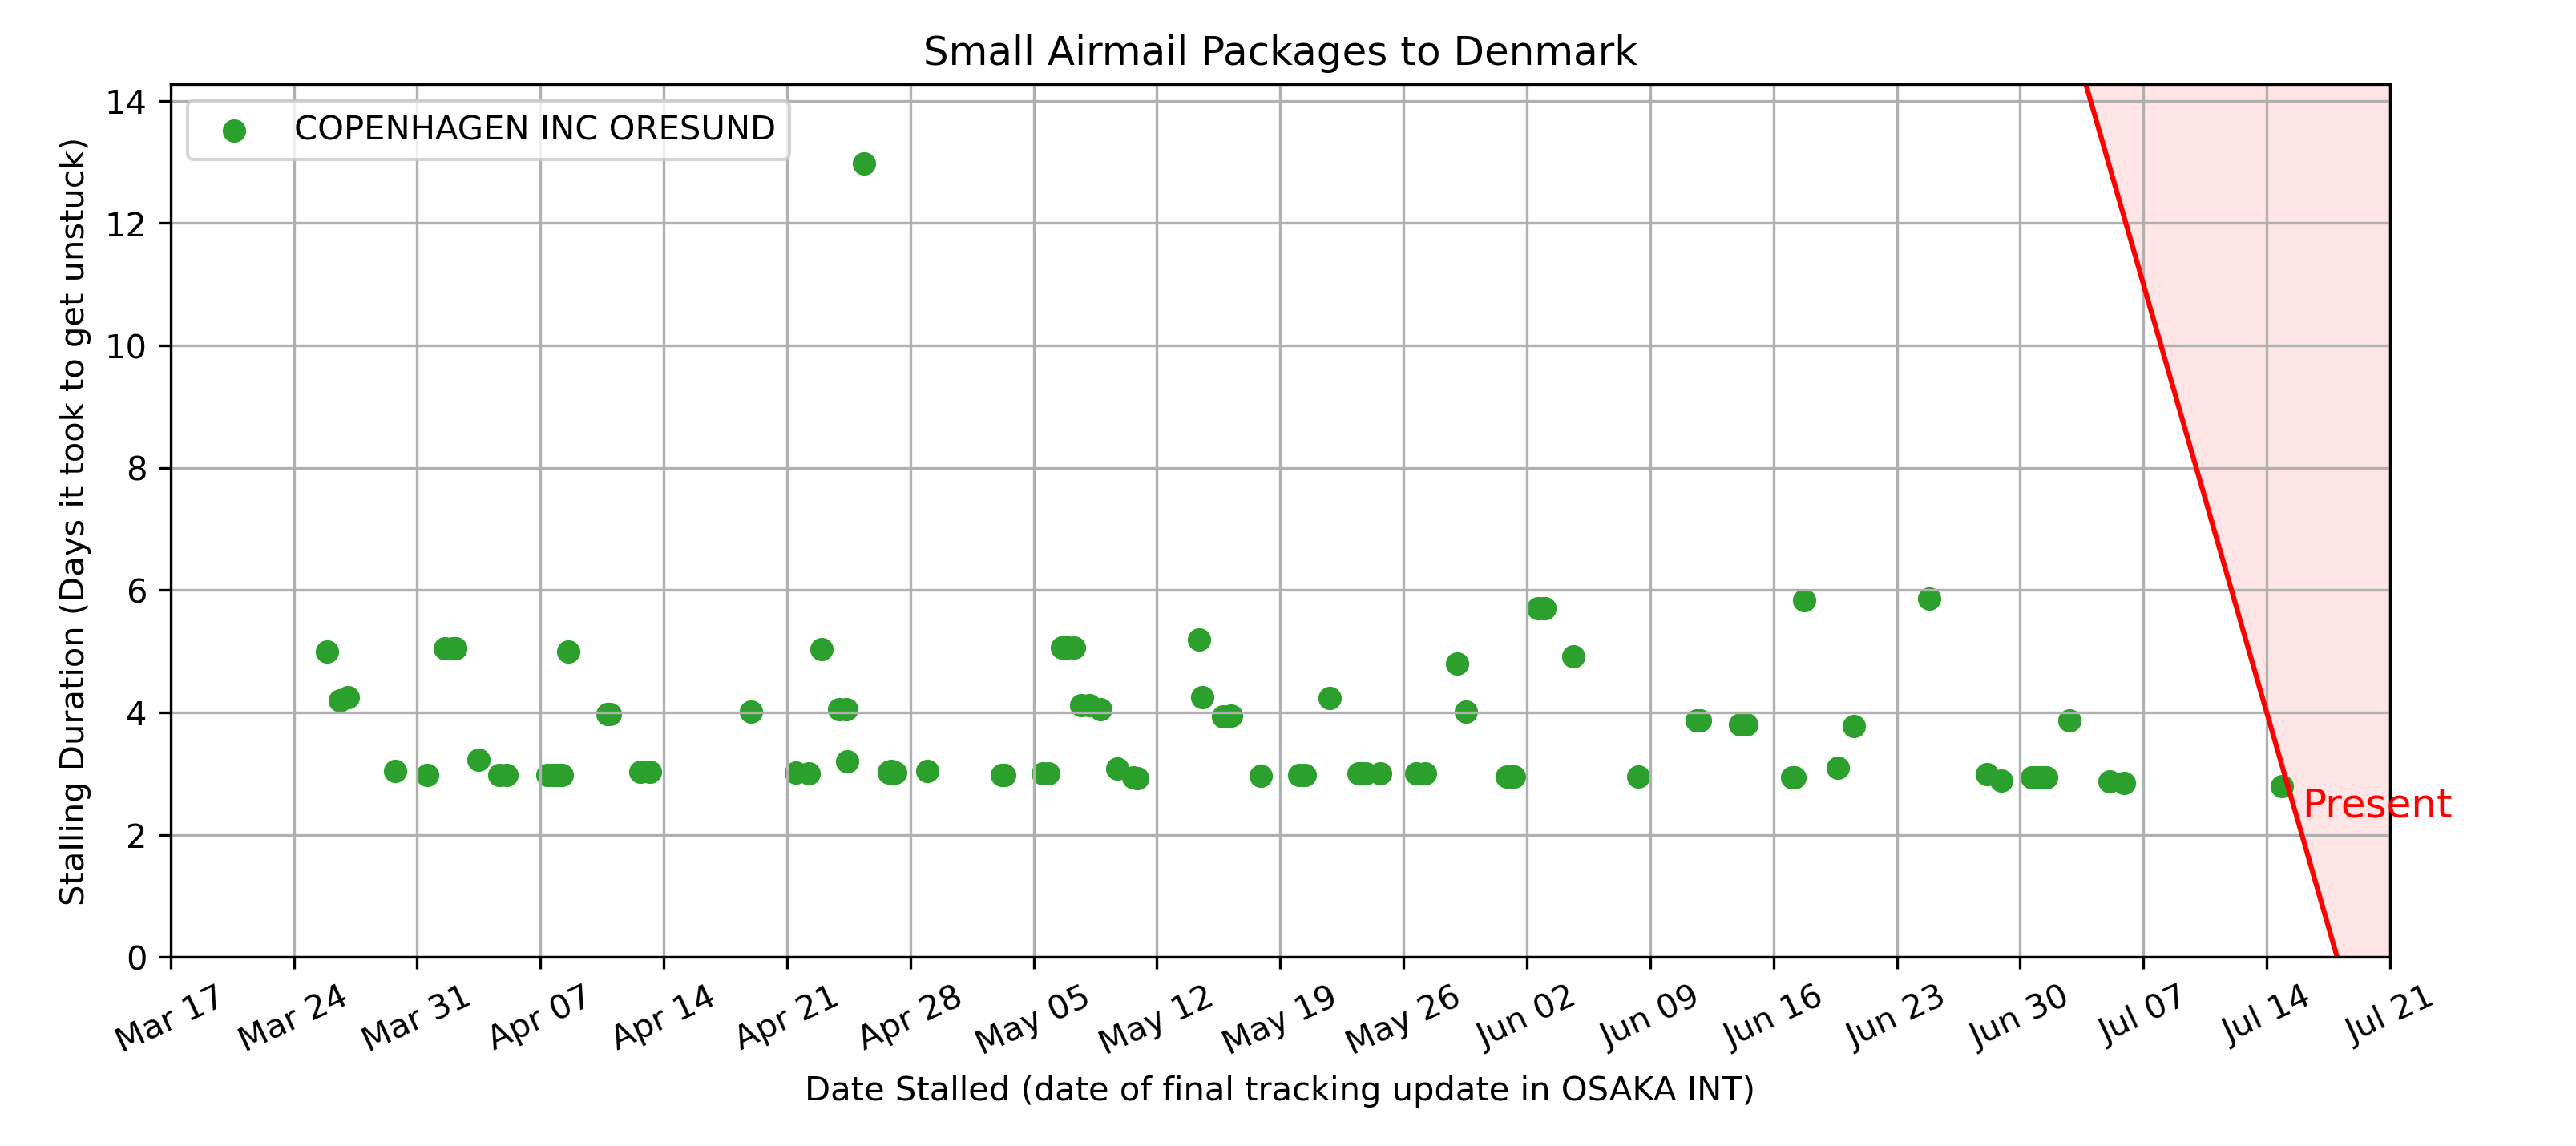 Small Airmail Packages to Denmark
COPENHAGEN INC ORESUND
Stalling Duration (Days it took to get unstuck)
14
12
10
8
6
4
2
0
Present
Mar 17
Mar 24
Mar 31
Apr 07
Apr 14
Apr 21
Apr 28
May 05
May 12
May 19
May 26
Jun 02
Jun 09
Jun 16
Jun 23
Jun 30
Jul 07
Jul 14
Jul 21
Date Stalled (date of final tracking update in OSAKA INT)